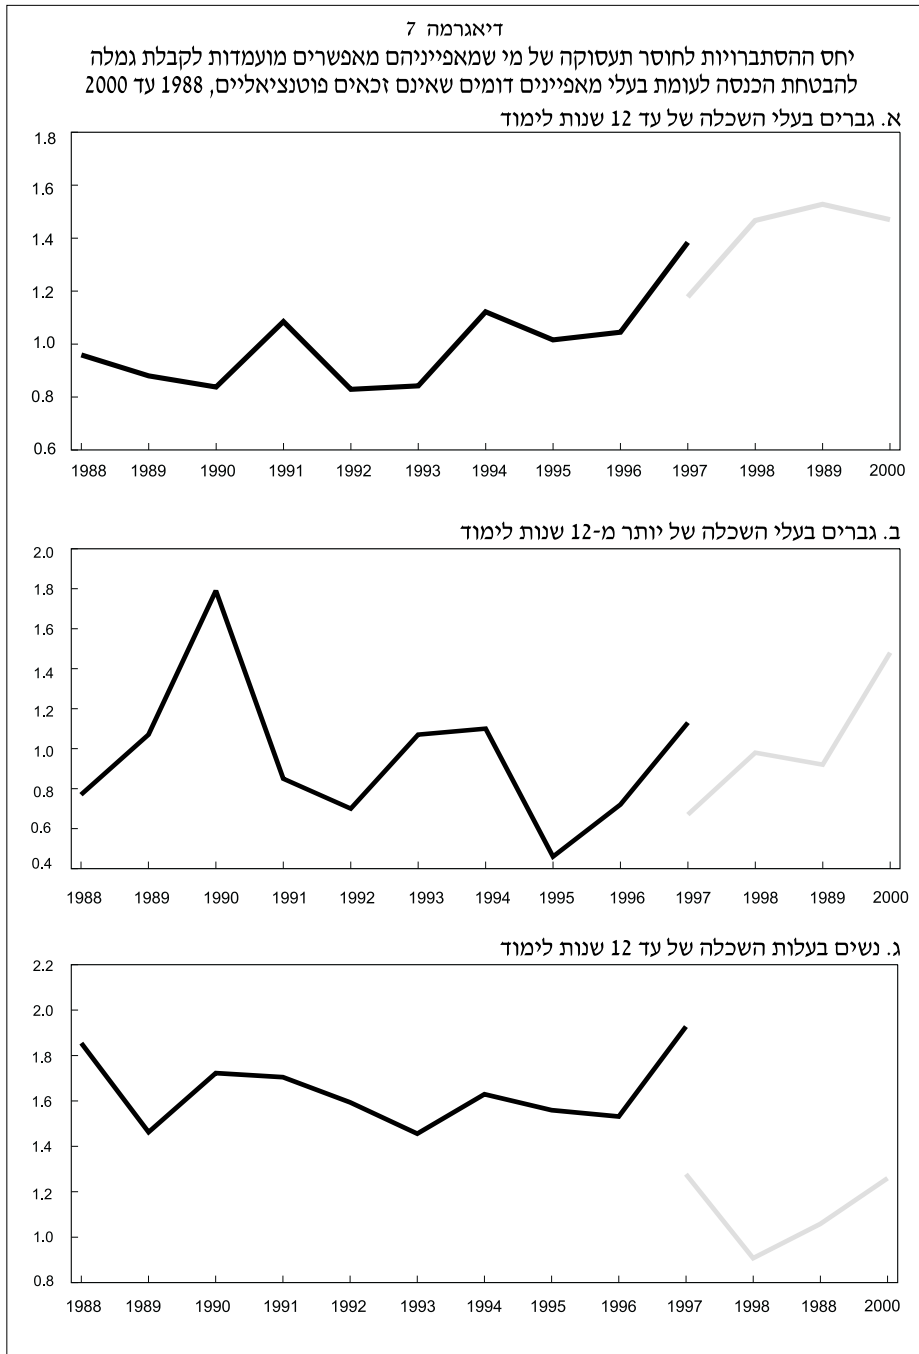 דיאגרמה 7
יחס ההסתברויות לחוסר תעסוקה של מי שמאפייניהם מאפשרים מועמדות לקבלת גמלה
להבטחת הכנסה לעומת בעלי מאפיינים דומים שאינם זכאים פוטנציאליים, 1988 עד 2000
א. גברים בעלי השכלה של עד 12 שנות לימוד
1.8
1.6
1.4
1.2
1.0
0.8
0.6
1988 1989 1990 1991 1992 1993 1994 1995 1996 1997 1998 1989 2000
ב. גברים בעלי השכלה של יותר מ-12 שנות לימוד
2.0
1.8
1.6
1.4
1.2
1.0
0.8
0.6
0.4
1988 1989 1990 1991 1992 1993 1994 1995 1996 1997 1998 1989 2000
ג. נשים בעלות השכלה של עד 12 שנות לימוד
2.2
2.0
1.8
1.6
1.4
1.2
1.0
0.8
1988 1989 1990 1991 1992 1993 1994 1995 1996 1997 1998 1988 2000